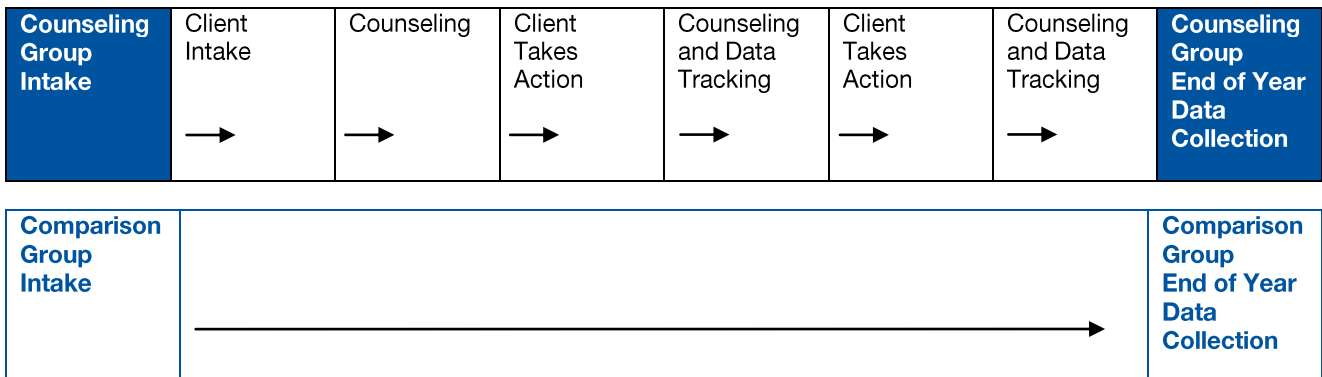 Counseling
Group
Intake
Client
Intake
Counseling
Client
Takes
Action
Counseling
and Data
Tracking
Client
Takes
Action
Counseling
and Data
Tracking
Counseling
Group
End of Year
Data
Collection
Comparison
Group
Intake
Comparison
Group
End of Year
Data
Collection